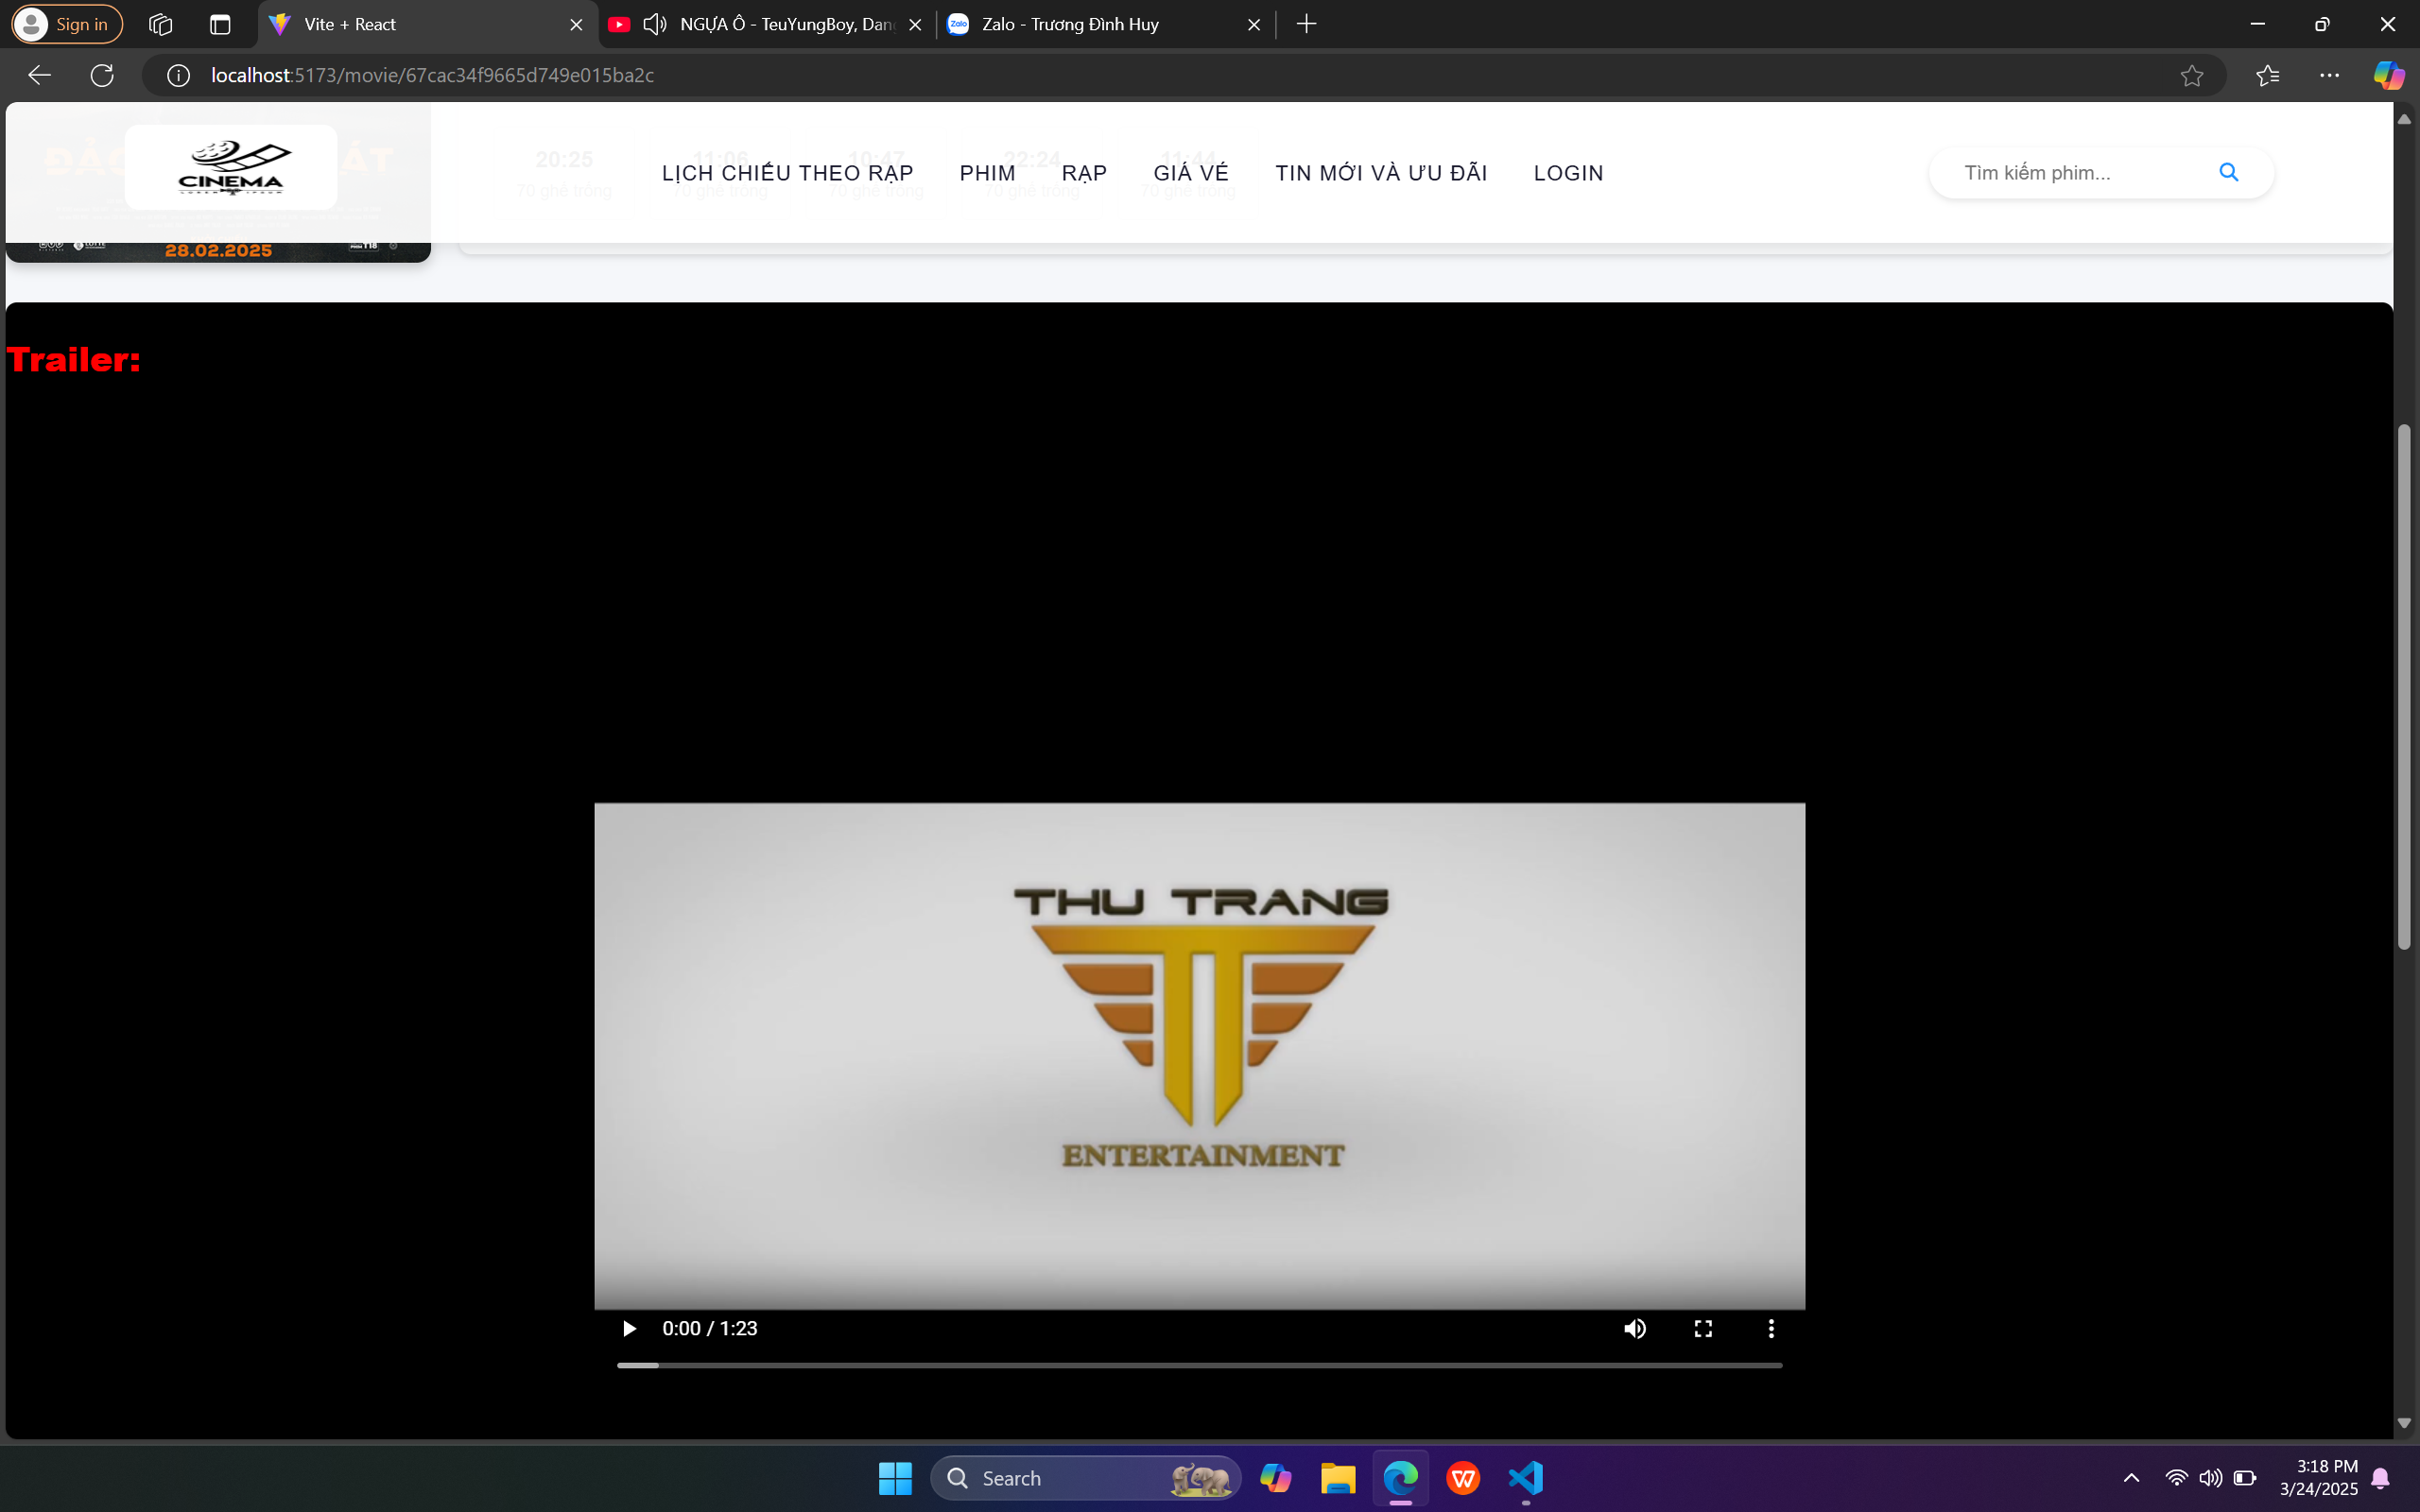 Sign in
Vite + React
NGỰA Ô - TeuYungBoy, Dan
Zalo - Trương Đình Huy
localhost:5173/movie/67cac34f9665d749e015ba2c
CINEMA
20:25
11:06
10:47
22:24
11:44
70 ghế trống
70 ghế trống
70 ghế trống
70 ghế trống
70 ghế trống
LỊCH CHIẾU THEO RẠP
PHIM
RẠP
GIÁ VÉ
TIN MỚI VÀ ƯU ĐÃI
LOGIN
Tìm kiếm phim...
28.02.2025
T18
Trailer:
THU TRANG
ENTERTAINMENT
0:00 / 1:23
Search
3:18 PM
3/24/2025